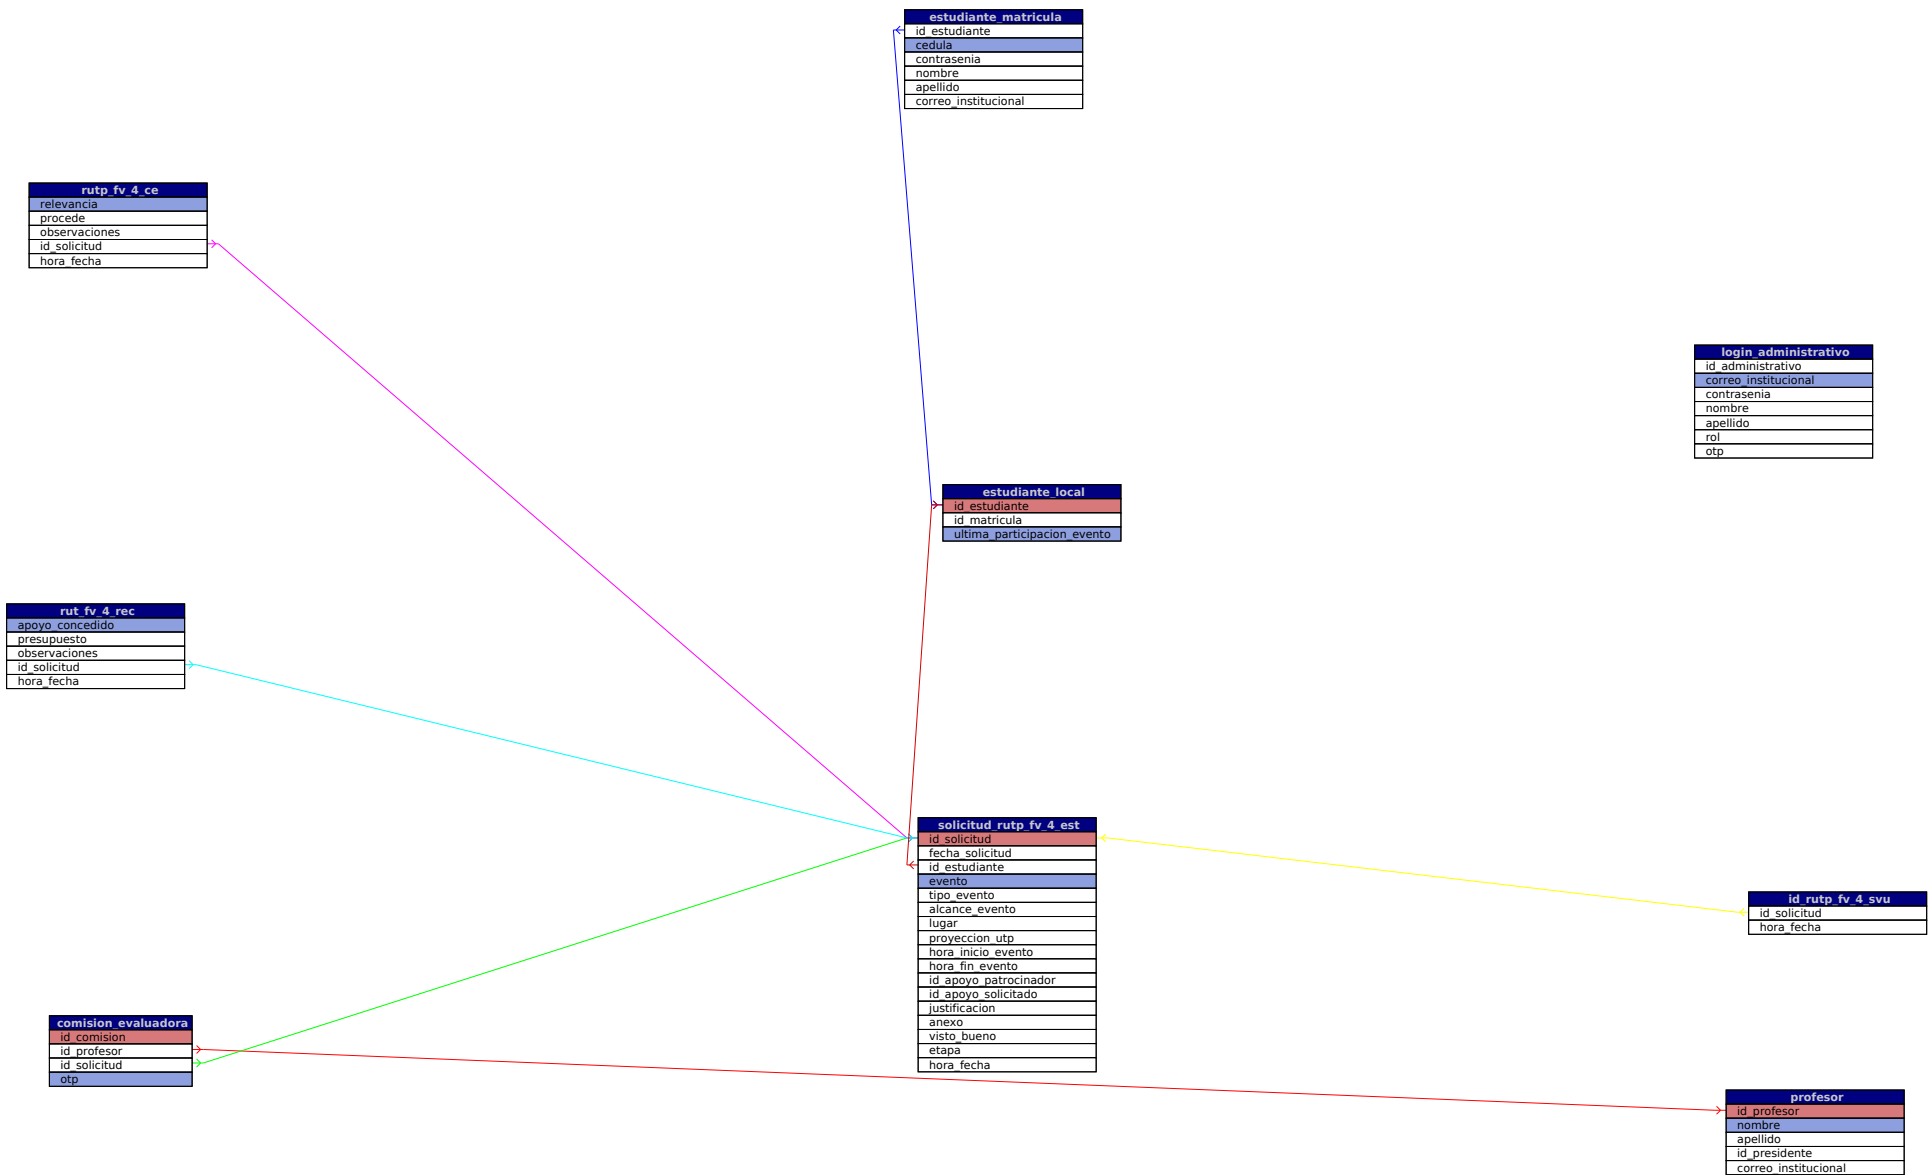 estudiante_matricula
id_estudiante
cedula
contrasenia
nombre
apellido
correo_institucional
rutp_fv_4_ce
relevancia
procede
observaciones
id_solicitud
hora_fecha
login_administrativo
id_administrativo
correo_institucional
contrasenia
nombre
apellido
rol
otp
estudiante_local
id_estudiante
id_matricula
ultima_participacion_evento
rut_fv_4_rec
apoyo_concedido
presupuesto
observaciones
id_solicitud
hora_fecha
solicitud_rutp_fv_4_est
id_solicitud
fecha_solicitud
id_estudiante
evento
tipo_evento
alcance_evento
lugar
proyeccion_utp
hora_inicio_evento
hora_fin_evento
id_apoyo_patrocinador
id_apoyo_solicitado
justificacion
anexo
visto_bueno
etapa
hora_fecha
id_rutp_fv_4_svu
id_solicitud
hora_fecha
comision_evaluadora
id_comision
id_profesor
id_solicitud
otp
profesor
id_profesor
nombre
apellido
id_presidente
correo_institucional